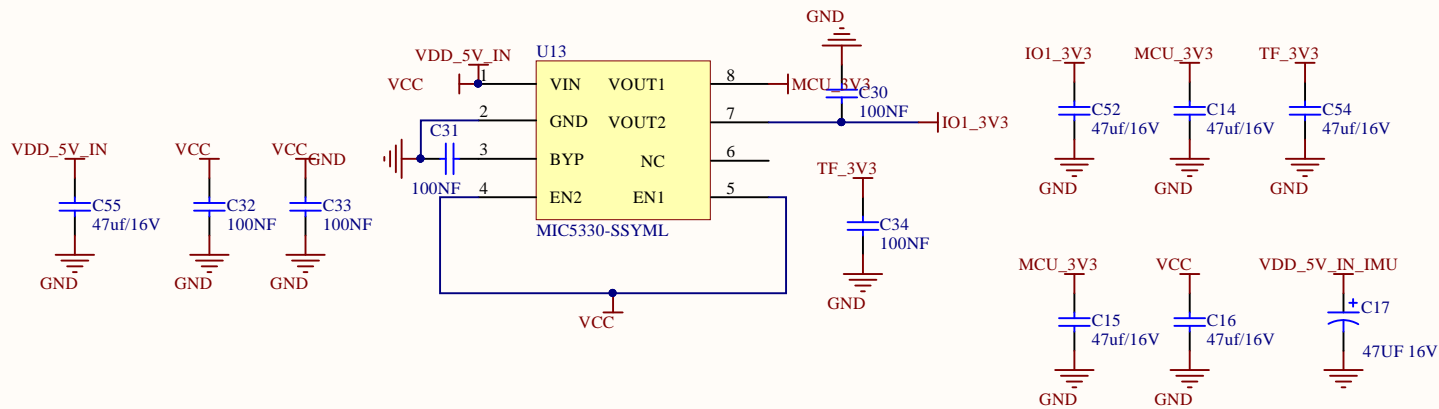 GND
U13
VDD_5V_IN
VCC
1
VIN
VOUT1
8
MCU_3V3
C30
100NF
2
GND
VOUT2
7
IO1_3V3
C31
100NF
3
BYP
NC
6
4
EN2
EN1
5
MIC5330-SSYML
VCC
VDD_5V_IN
C55
47uf/16V
GND
VCC
C32
100NF
GND
VCC
GND
C33
100NF
GND
TF_3V3
C34
100NF
GND
IO1_3V3
C52
47uf/16V
GND
MCU_3V3
C14
47uf/16V
GND
TF_3V3
C54
47uf/16V
GND
MCU_3V3
C15
47uf/16V
GND
VCC
C16
47uf/16V
GND
VDD_5V_IN_IMU
+
C17
47UF 16V